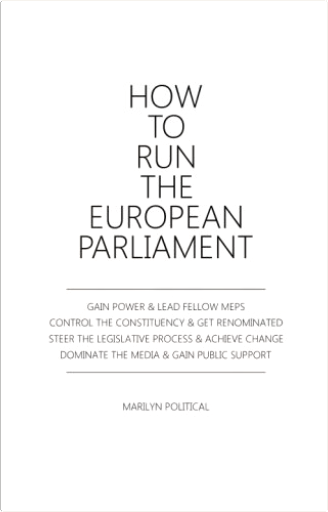 HOW
TO
RUN
THE
EUROPEAN
PARLIAMENT
GAIN POWER & LEAD FELLOW MEPS
CONTROL THE CONSTITUENCY & GET RENOMINATED
STEER THE LEGISLATIVE PROCESS & ACHIEVE CHANGE
DOMINATE THE MEDIA & GAIN PUBLIC SUPPORT
MARILYN POLITICAL